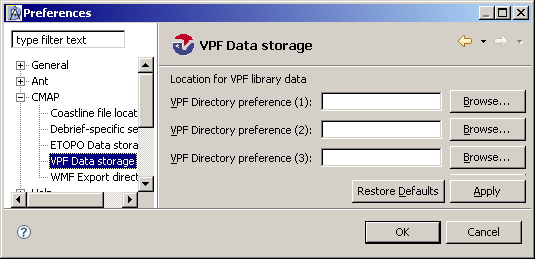 Preferences
type filter text
General
Ant
CMAP
Coastline file locat
Debrief-specific se
ETOPO Data stora
VPF Data storage
WMF Export direct
Help
VPF Data storage
Location for VPF library data
VPF Directory preference (1):
Browse...
VPF Directory preference (2):
Browse...
VPF Directory preference (3):
Browse...
Restore Defaults
Apply
?
OK
Cancel